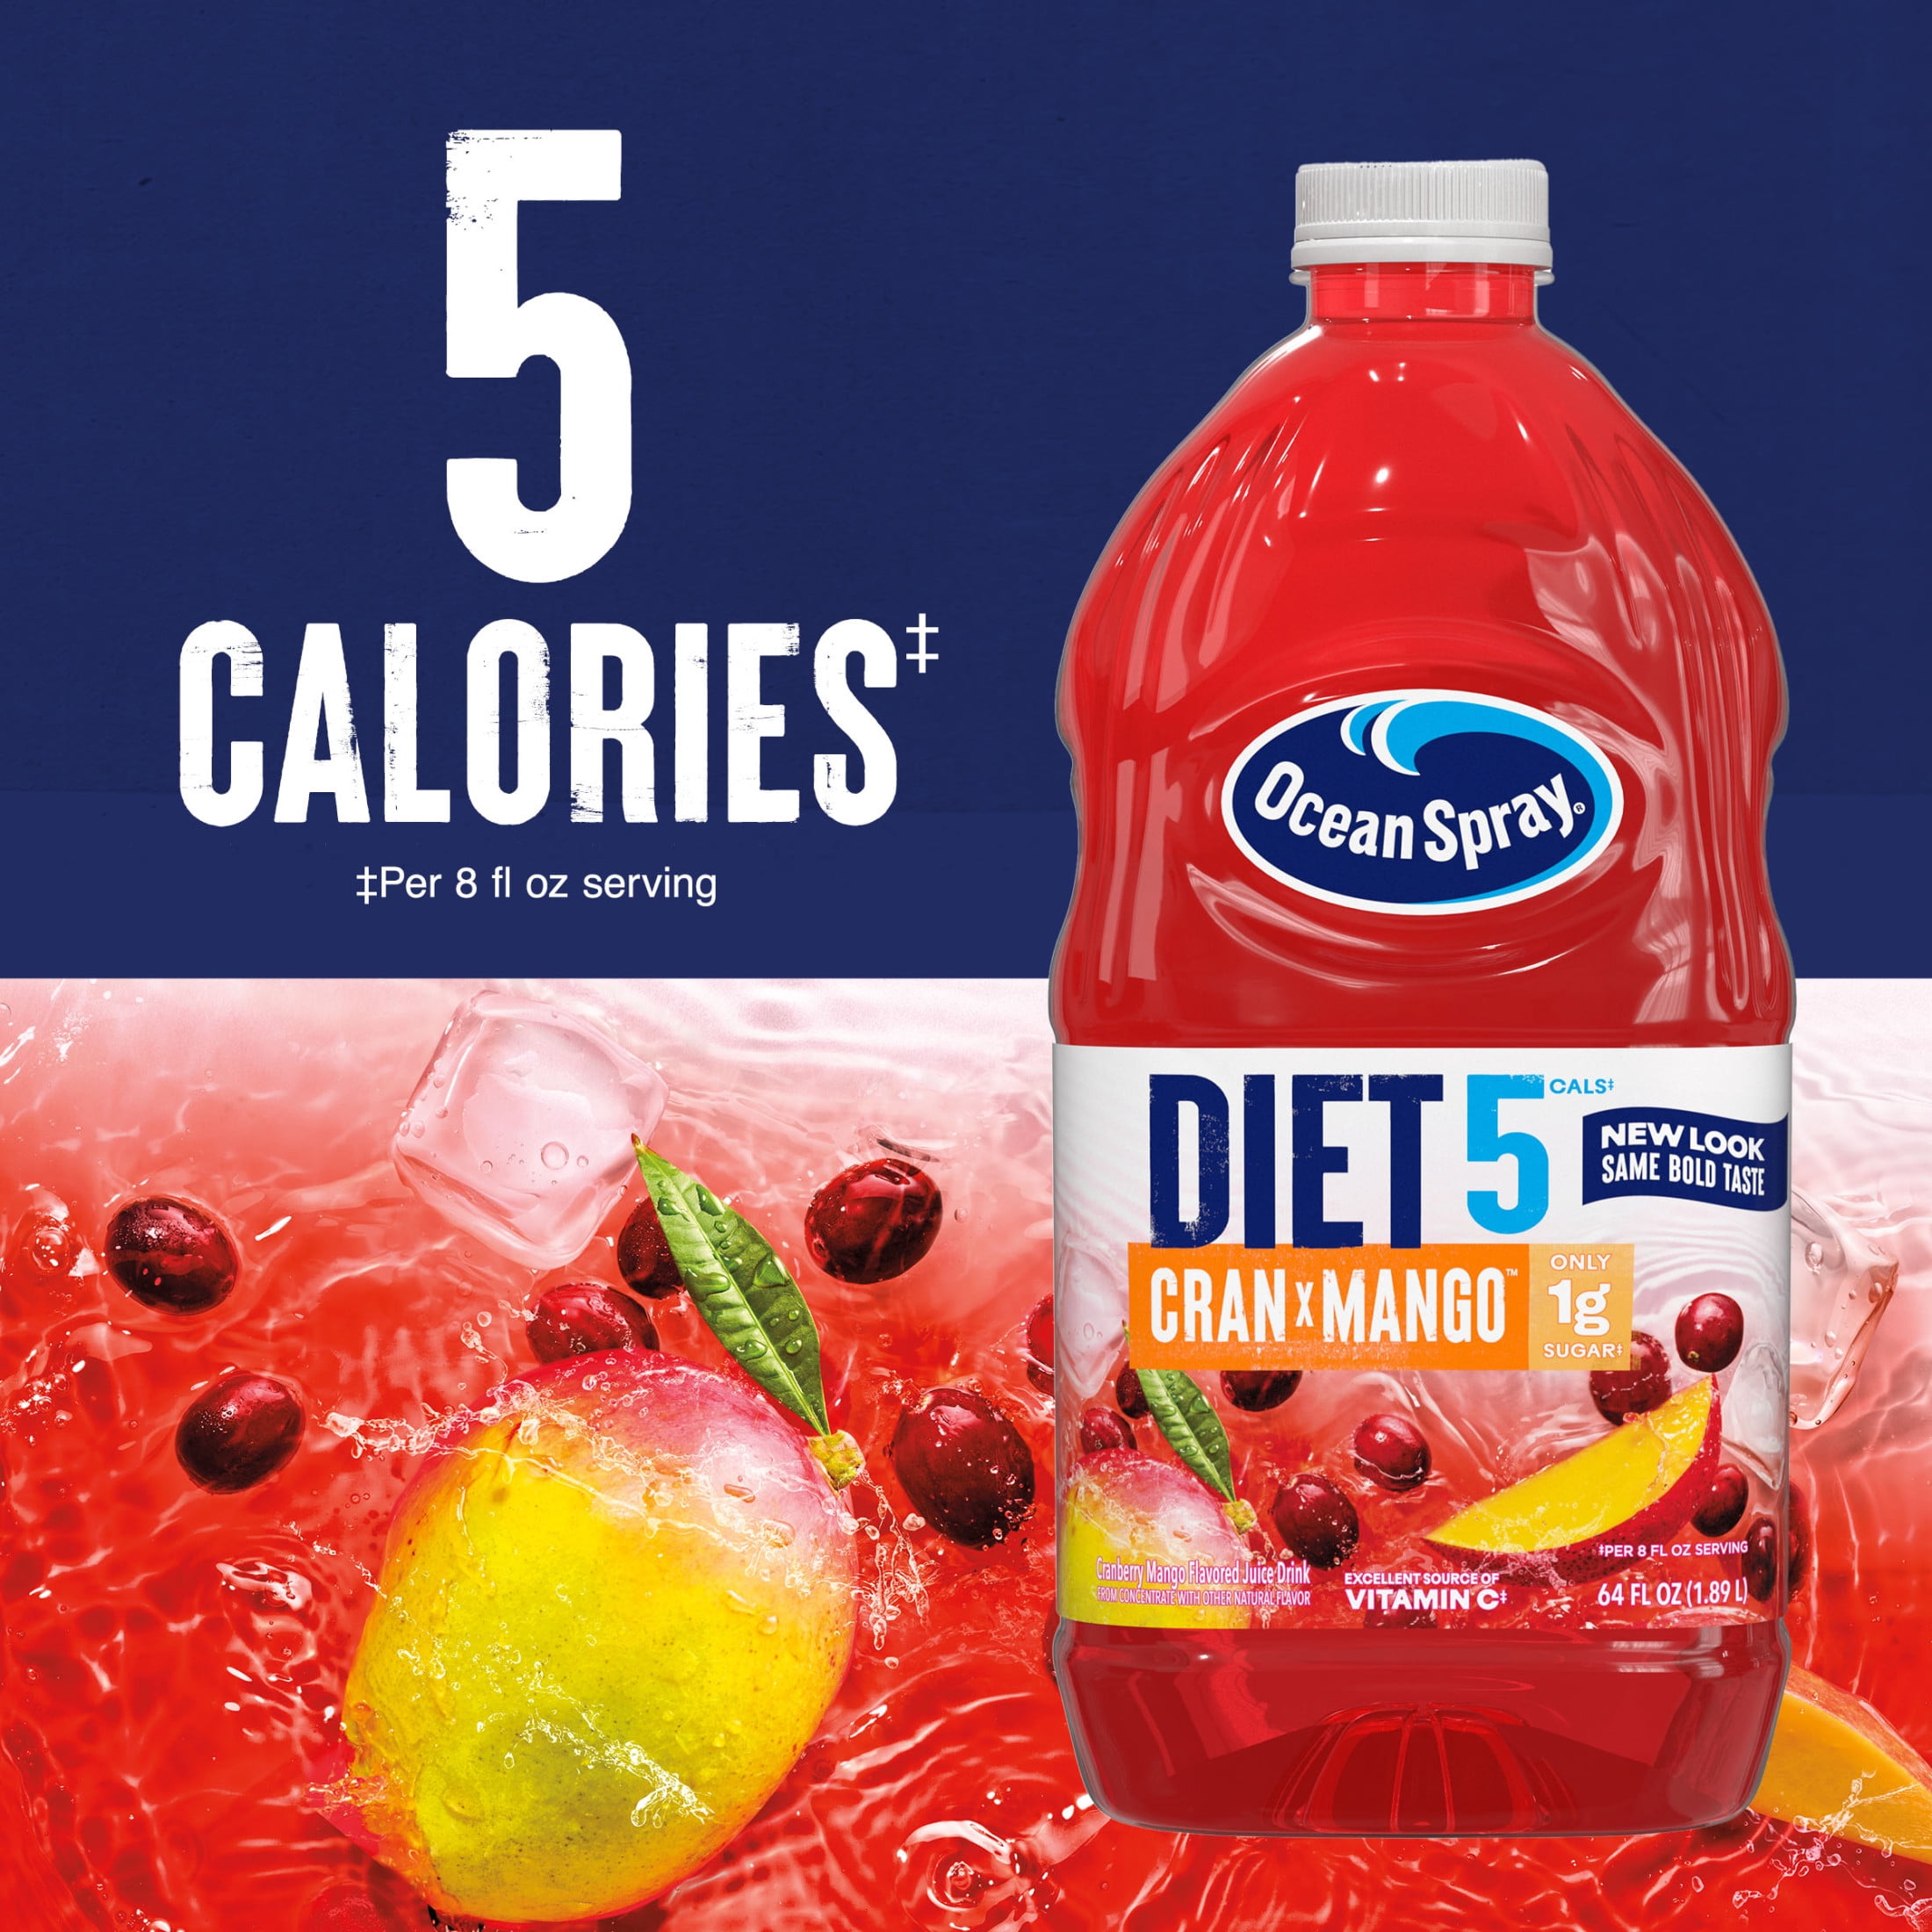 5
CALORIES‡
‡Per 8 fl oz serving
Ocean Spray®
DIET 5 CALS‡
NEW LOOK
SAME BOLD TASTE
CRAN X MANGO™
ONLY
1g
SUGAR‡
‡PER 8 FL OZ SERVING
Cranberry Mango Flavored Juice Drink
FROM CONCENTRATE WITH OTHER NATURAL FLAVOR
EXCELLENT SOURCE OF
VITAMIN C‡
64 FL OZ (1.89 L)